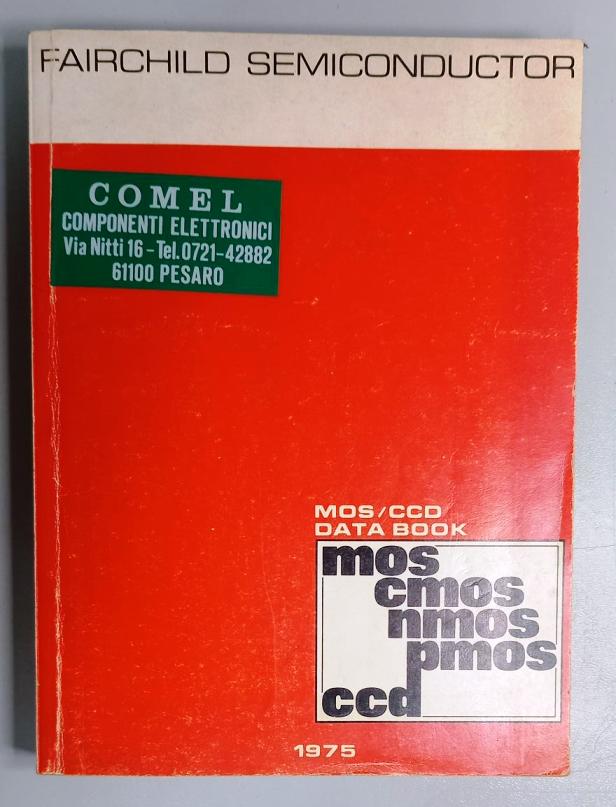 FAIRCHILD SEMICONDUCTOR
COMEL
COMPONENTI ELETTRONICI
Via Nitti 16 - Tel. 0721-42882
61100 PESARO
MOS/CCD
DATA BOOK
mos
cmos
nmos
pmos
ccd
1975